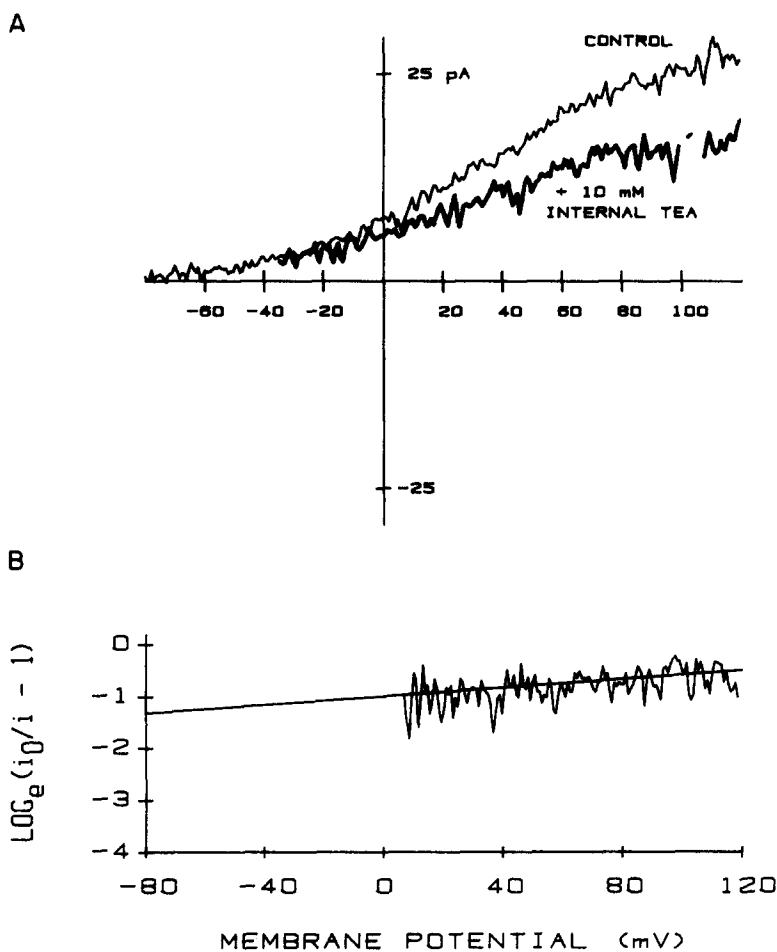 A
CONTROL
25 pA
+ 10 mM
INTERNAL TEA
-60 -40 -20 20 40 60 80 100
-25
B
0
-1
-2
-3
-4
LOGe(i0/i - 1)
-80 -40 0 40 80 120
MEMBRANE POTENTIAL (mV)